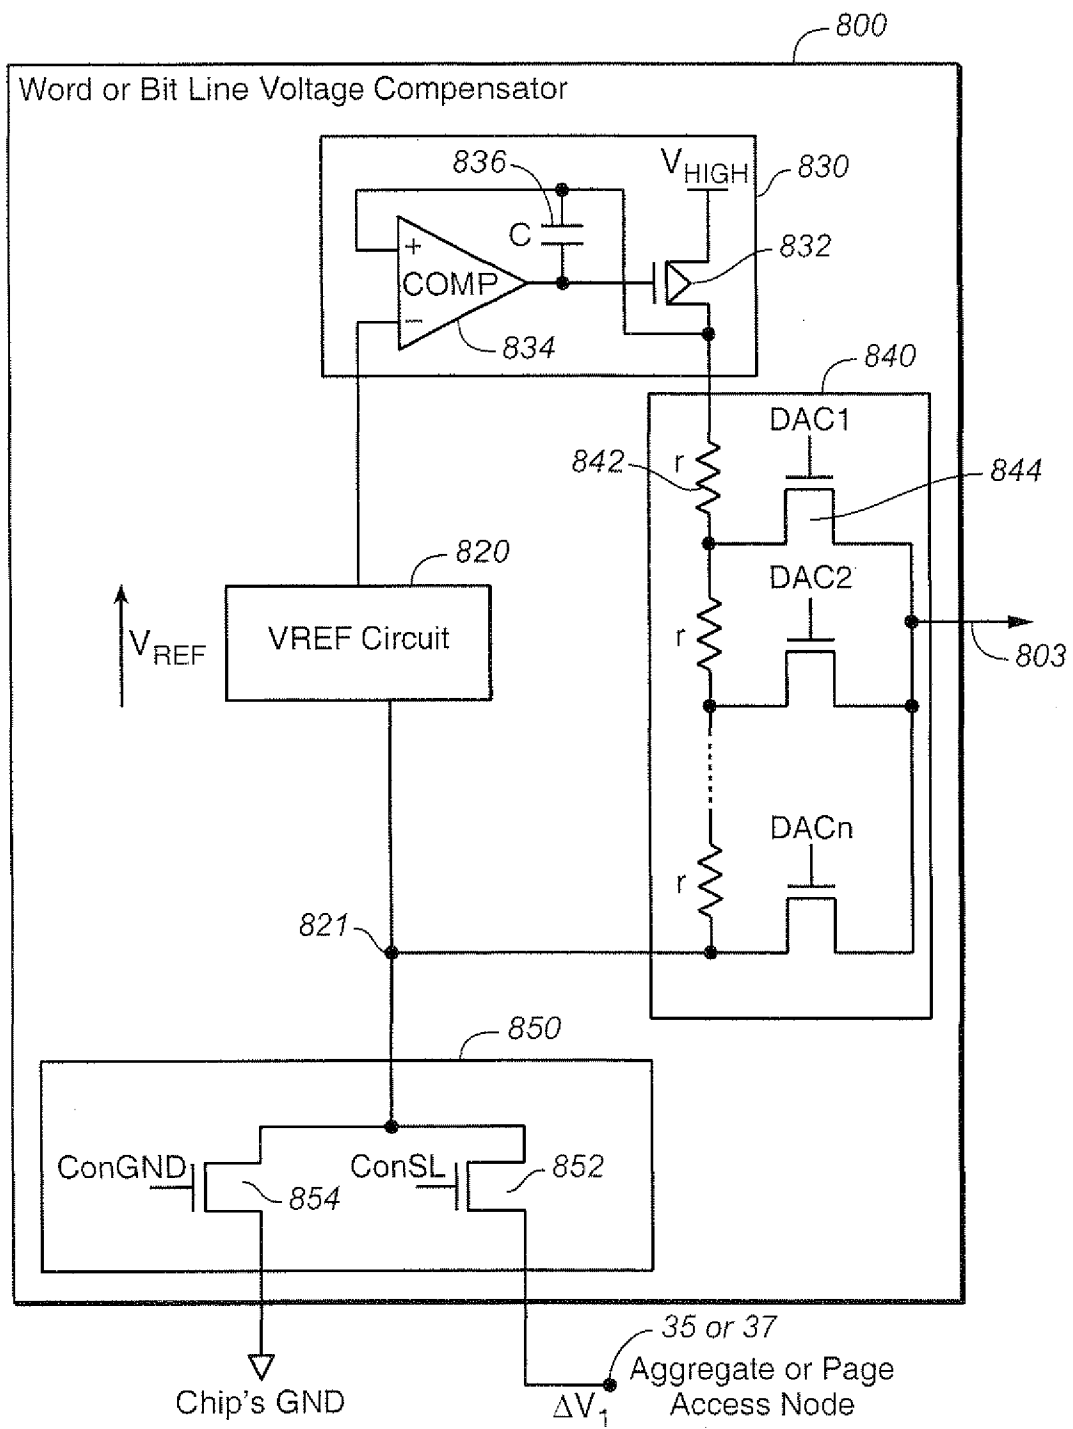 800
Word or Bit Line Voltage Compensator
836
VHIGH
830
C
832
+
COMP
−
834
840
DAC1
842
r
844
820
DAC2
VREF
VREF Circuit
r
803
DACn
r
821
850
ConGND
ConSL
852
854
35 or 37
Aggregate or Page
Access Node
Chip's GND
ΔV1